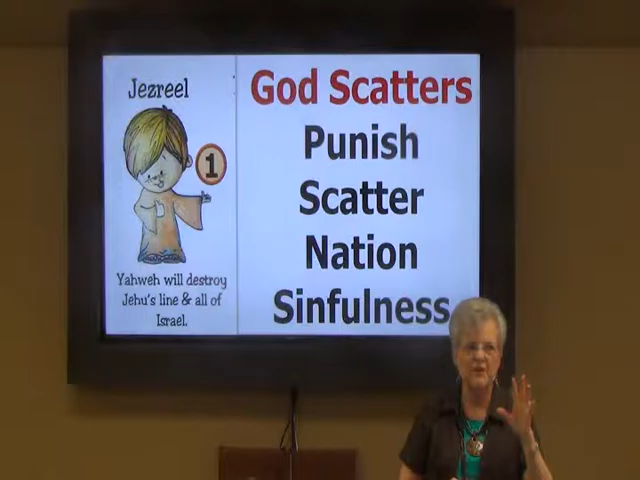 Jezreel
1
Yahweh will destroy
Jehu's line & all of
Israel.
God Scatters
Punish
Scatter
Nation
Sinfulness